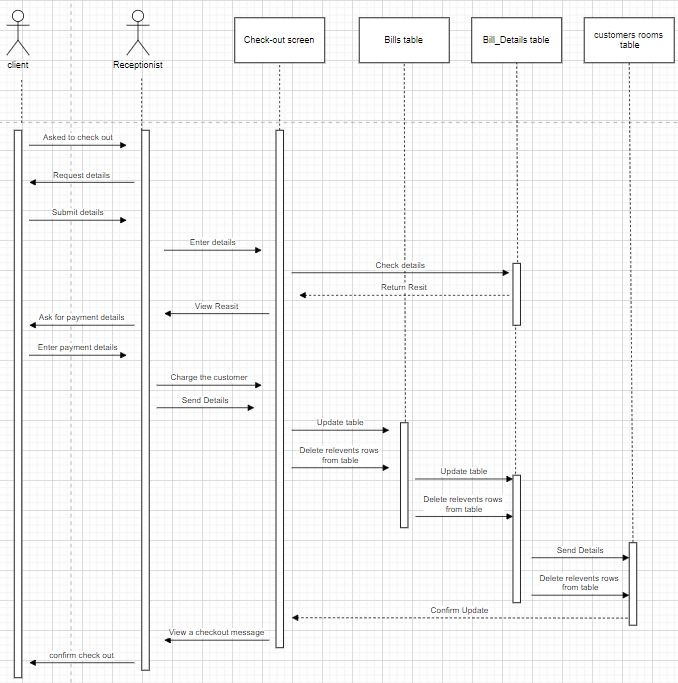 client
Receptionist
Check-out screen
Bills table
Bill_Details table
customers rooms
table
Asked to check out
Request details
Submit details
Enter details
Check details
Return Resit
View Reasit
Ask for payment details
Enter payment details
Charge the customer
Send Details
Update table
Delete relevents rows
from table
Update table
Delete relevents rows
from table
Send Details
Delete relevents rows
from table
Confirm Update
View a checkout message
confirm check out